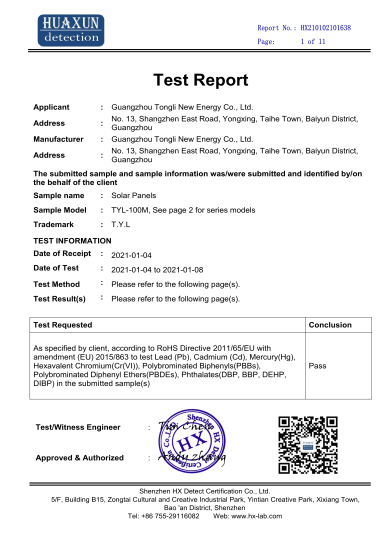 HUAXUN
detection
Report No.: HX210102101638
Page: 1 of 11
Test Report
Applicant : Guangzhou Tongli New Energy Co., Ltd.
Address : No. 13, Shangzhen East Road, Yongxing, Taihe Town, Baiyun District,
Guangzhou
Manufacturer : Guangzhou Tongli New Energy Co., Ltd.
Address : No. 13, Shangzhen East Road, Yongxing, Taihe Town, Baiyun District,
Guangzhou
The submitted sample and sample information was/were submitted and identified by/on
the behalf of the client
Sample name : Solar Panels
Sample Model : TYL-100M, See page 2 for series models
Trademark : T.Y.L
TEST INFORMATION
Date of Receipt : 2021-01-04
Date of Test : 2021-01-04 to 2021-01-08
Test Method : Please refer to the following page(s).
Test Result(s) : Please refer to the following page(s).
Test Requested Conclusion
As specified by client, according to RoHS Directive 2011/65/EU with
amendment (EU) 2015/863 to test Lead (Pb), Cadmium (Cd), Mercury(Hg),
Hexavalent Chromium(Cr(VI)), Polybrominated Biphenyls(PBBs),
Polybrominated Diphenyl Ethers(PBDEs), Phthalates(DBP, BBP, DEHP,
DIBP) in the submitted sample(s)
Pass
Test/Witness Engineer :
Approved & Authorized :
HX
Shenzhen HX Detect Certification Co., Ltd.
5/F, Building B15, Zongtai Cultural and Creative Industrial Park, Yintian Creative Park, Xixiang Town,
Bao 'an District, Shenzhen
Tel: +86 755-29116082 Web: www.hx-lab.com